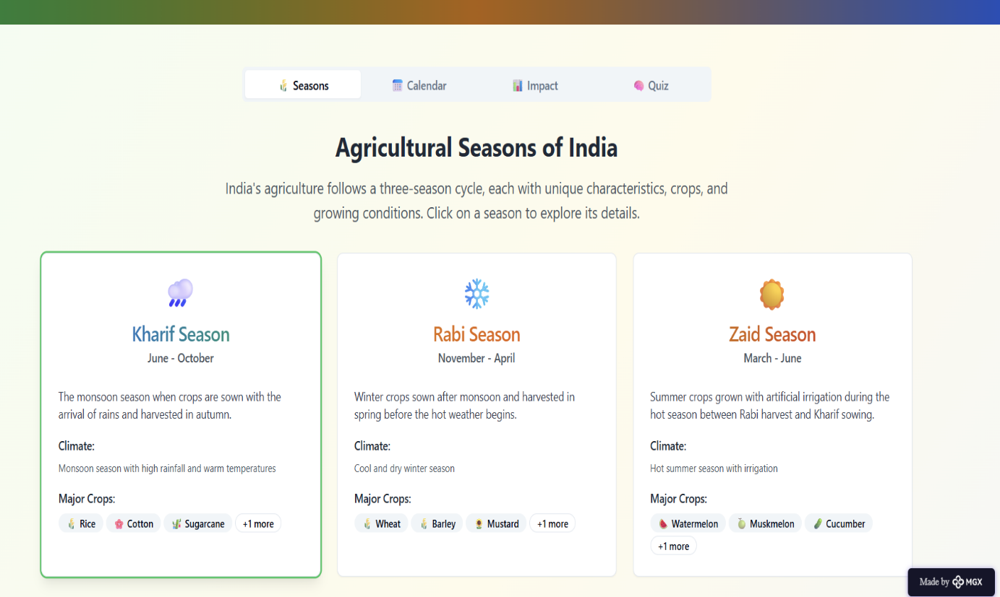 Seasons
Calendar
Impact
Quiz
Agricultural Seasons of India
India's agriculture follows a three-season cycle, each with unique characteristics, crops, and
growing conditions. Click on a season to explore its details.
Kharif Season
June - October
The monsoon season when crops are sown with the
arrival of rains and harvested in autumn.
Climate:
Monsoon season with high rainfall and warm temperatures
Major Crops:
Rice
Cotton
Sugarcane
+1 more
Rabi Season
November - April
Winter crops sown after monsoon and harvested in
spring before the hot weather begins.
Climate:
Cool and dry winter season
Major Crops:
Wheat
Barley
Mustard
+1 more
Zaid Season
March - June
Summer crops grown with artificial irrigation during the
hot season between Rabi harvest and Kharif sowing.
Climate:
Hot summer season with irrigation
Major Crops:
Watermelon
Muskmelon
Cucumber
+1 more
Made by MGX